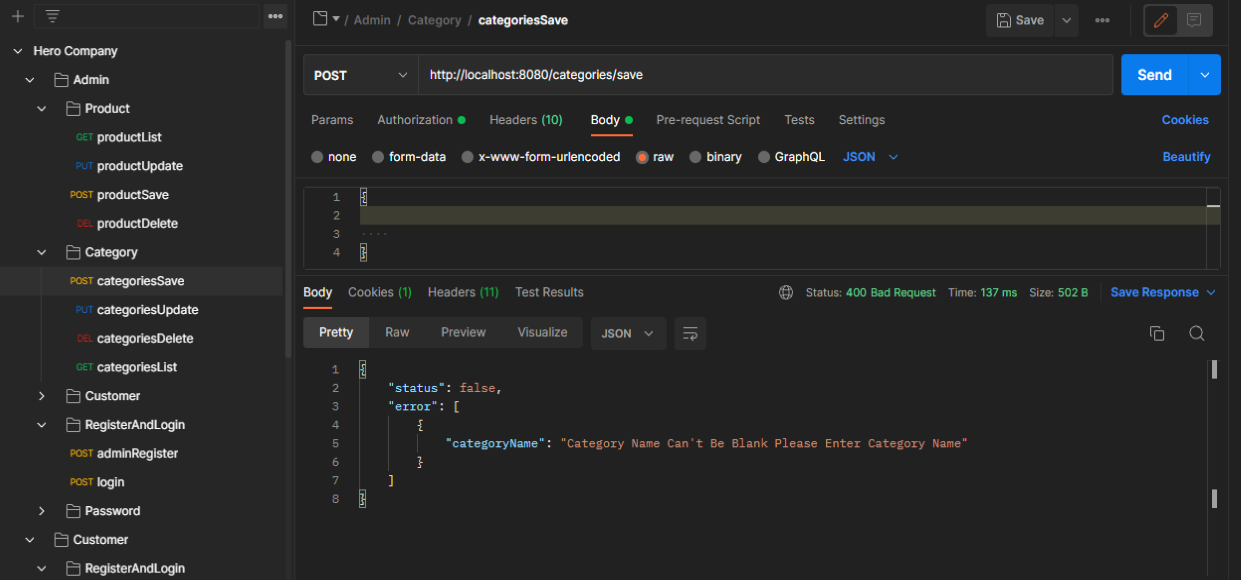 Hero Company
Admin
Product
GET productList
PUT productUpdate
POST productSave
DEL productDelete
Category
POST categoriesSave
PUT categoriesUpdate
DEL categoriesDelete
GET categoriesList
Customer
RegisterAndLogin
POST adminRegister
POST login
Password
Customer
RegisterAndLogin
/ Admin / Category / categoriesSave
Save
POST http://localhost:8080/categories/save Send
Params Authorization Headers (10) Body Pre-request Script Tests Settings Cookies
none form-data x-www-form-urlencoded raw binary GraphQL JSON Beautify
1 {
2
3 ....
4 }
Body Cookies (1) Headers (11) Test Results Status: 400 Bad Request Time: 137 ms Size: 502 B Save Response
Pretty Raw Preview Visualize JSON
1 {
2 "status": false,
3 "error": [
4 {
5 "categoryName": "Category Name Can't Be Blank Please Enter Category Name"
6 }
7 ]
8 }